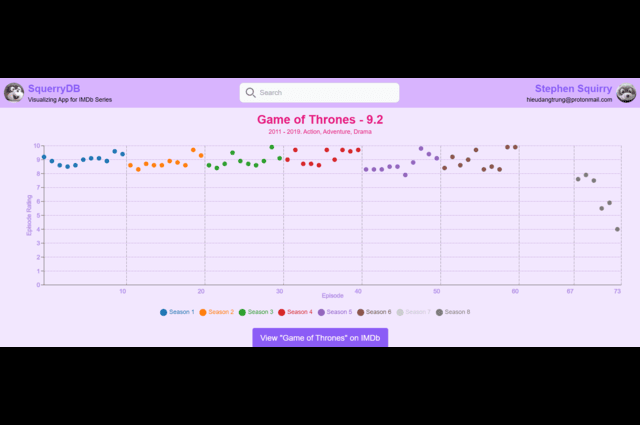 SquerryDB
Visualizing App for IMDb Series
Search
Stephen Squirry
hieudangtrung@protonmail.com
Game of Thrones - 9.2
2011 - 2019. Action, Adventure, Drama
Episode Rating
10
9
8
7
6
5
4
3
2
1
0
10 20 30 40 50 60 67 73
Episode
Season 1 Season 2 Season 3 Season 4 Season 5 Season 6 Season 7 Season 8
View "Game of Thrones" on IMDb